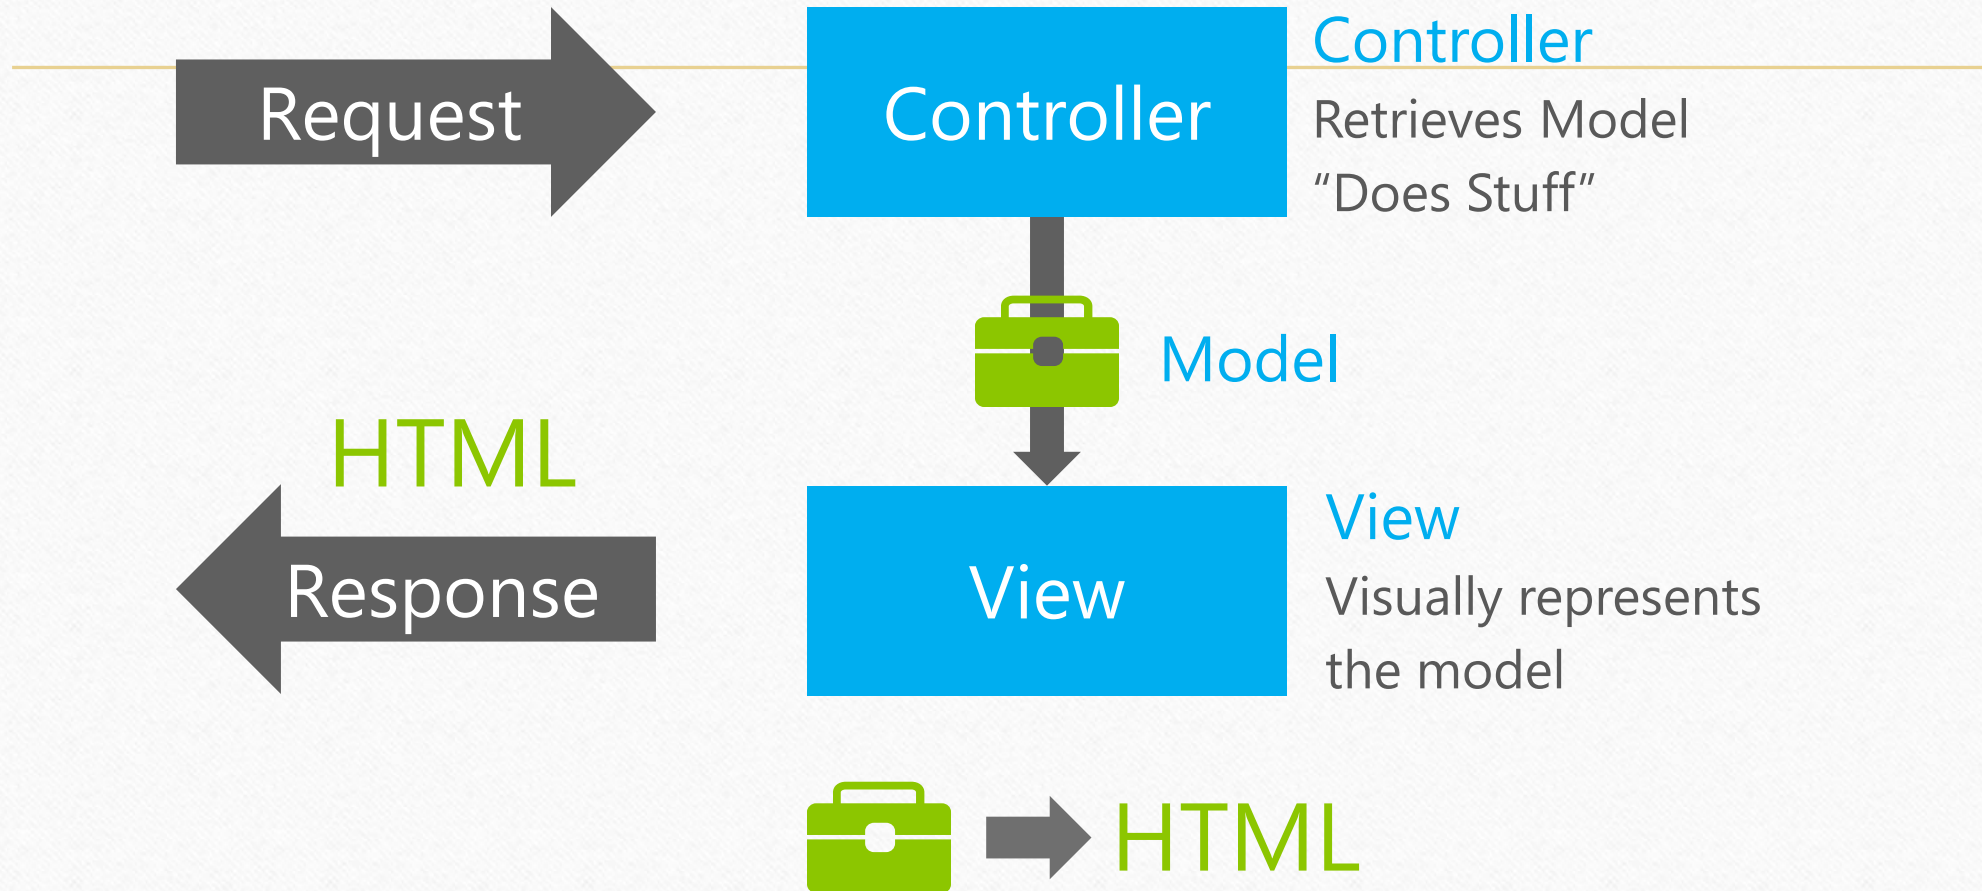 Request
Controller
Controller
Retrieves Model
“Does Stuff”
Model
HTML
Response
View
View
Visually represents
the model
HTML